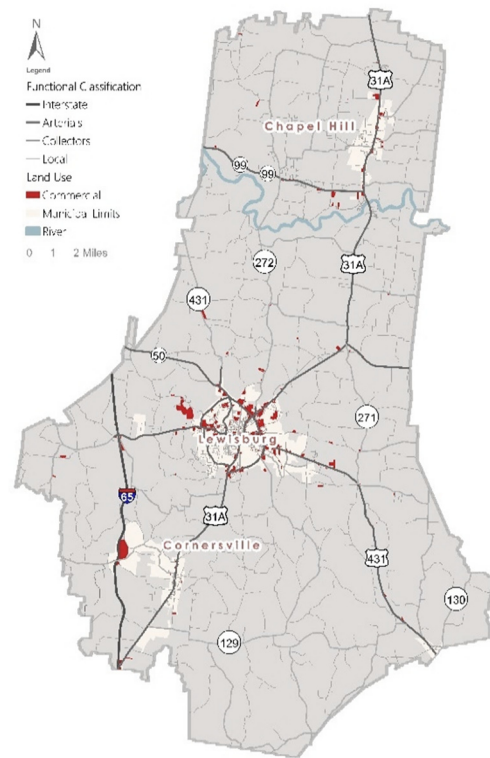 N
Legend
Functional Classification
Interstate
Arterials
Collectors
Local
Land Use
Commercial
Municipal Limits
River
0 1 2 Miles
31A
Chapel Hill
99
99
31A
272
431
50
271
Lewisburg
65
31A
Cornersville
431
130
129